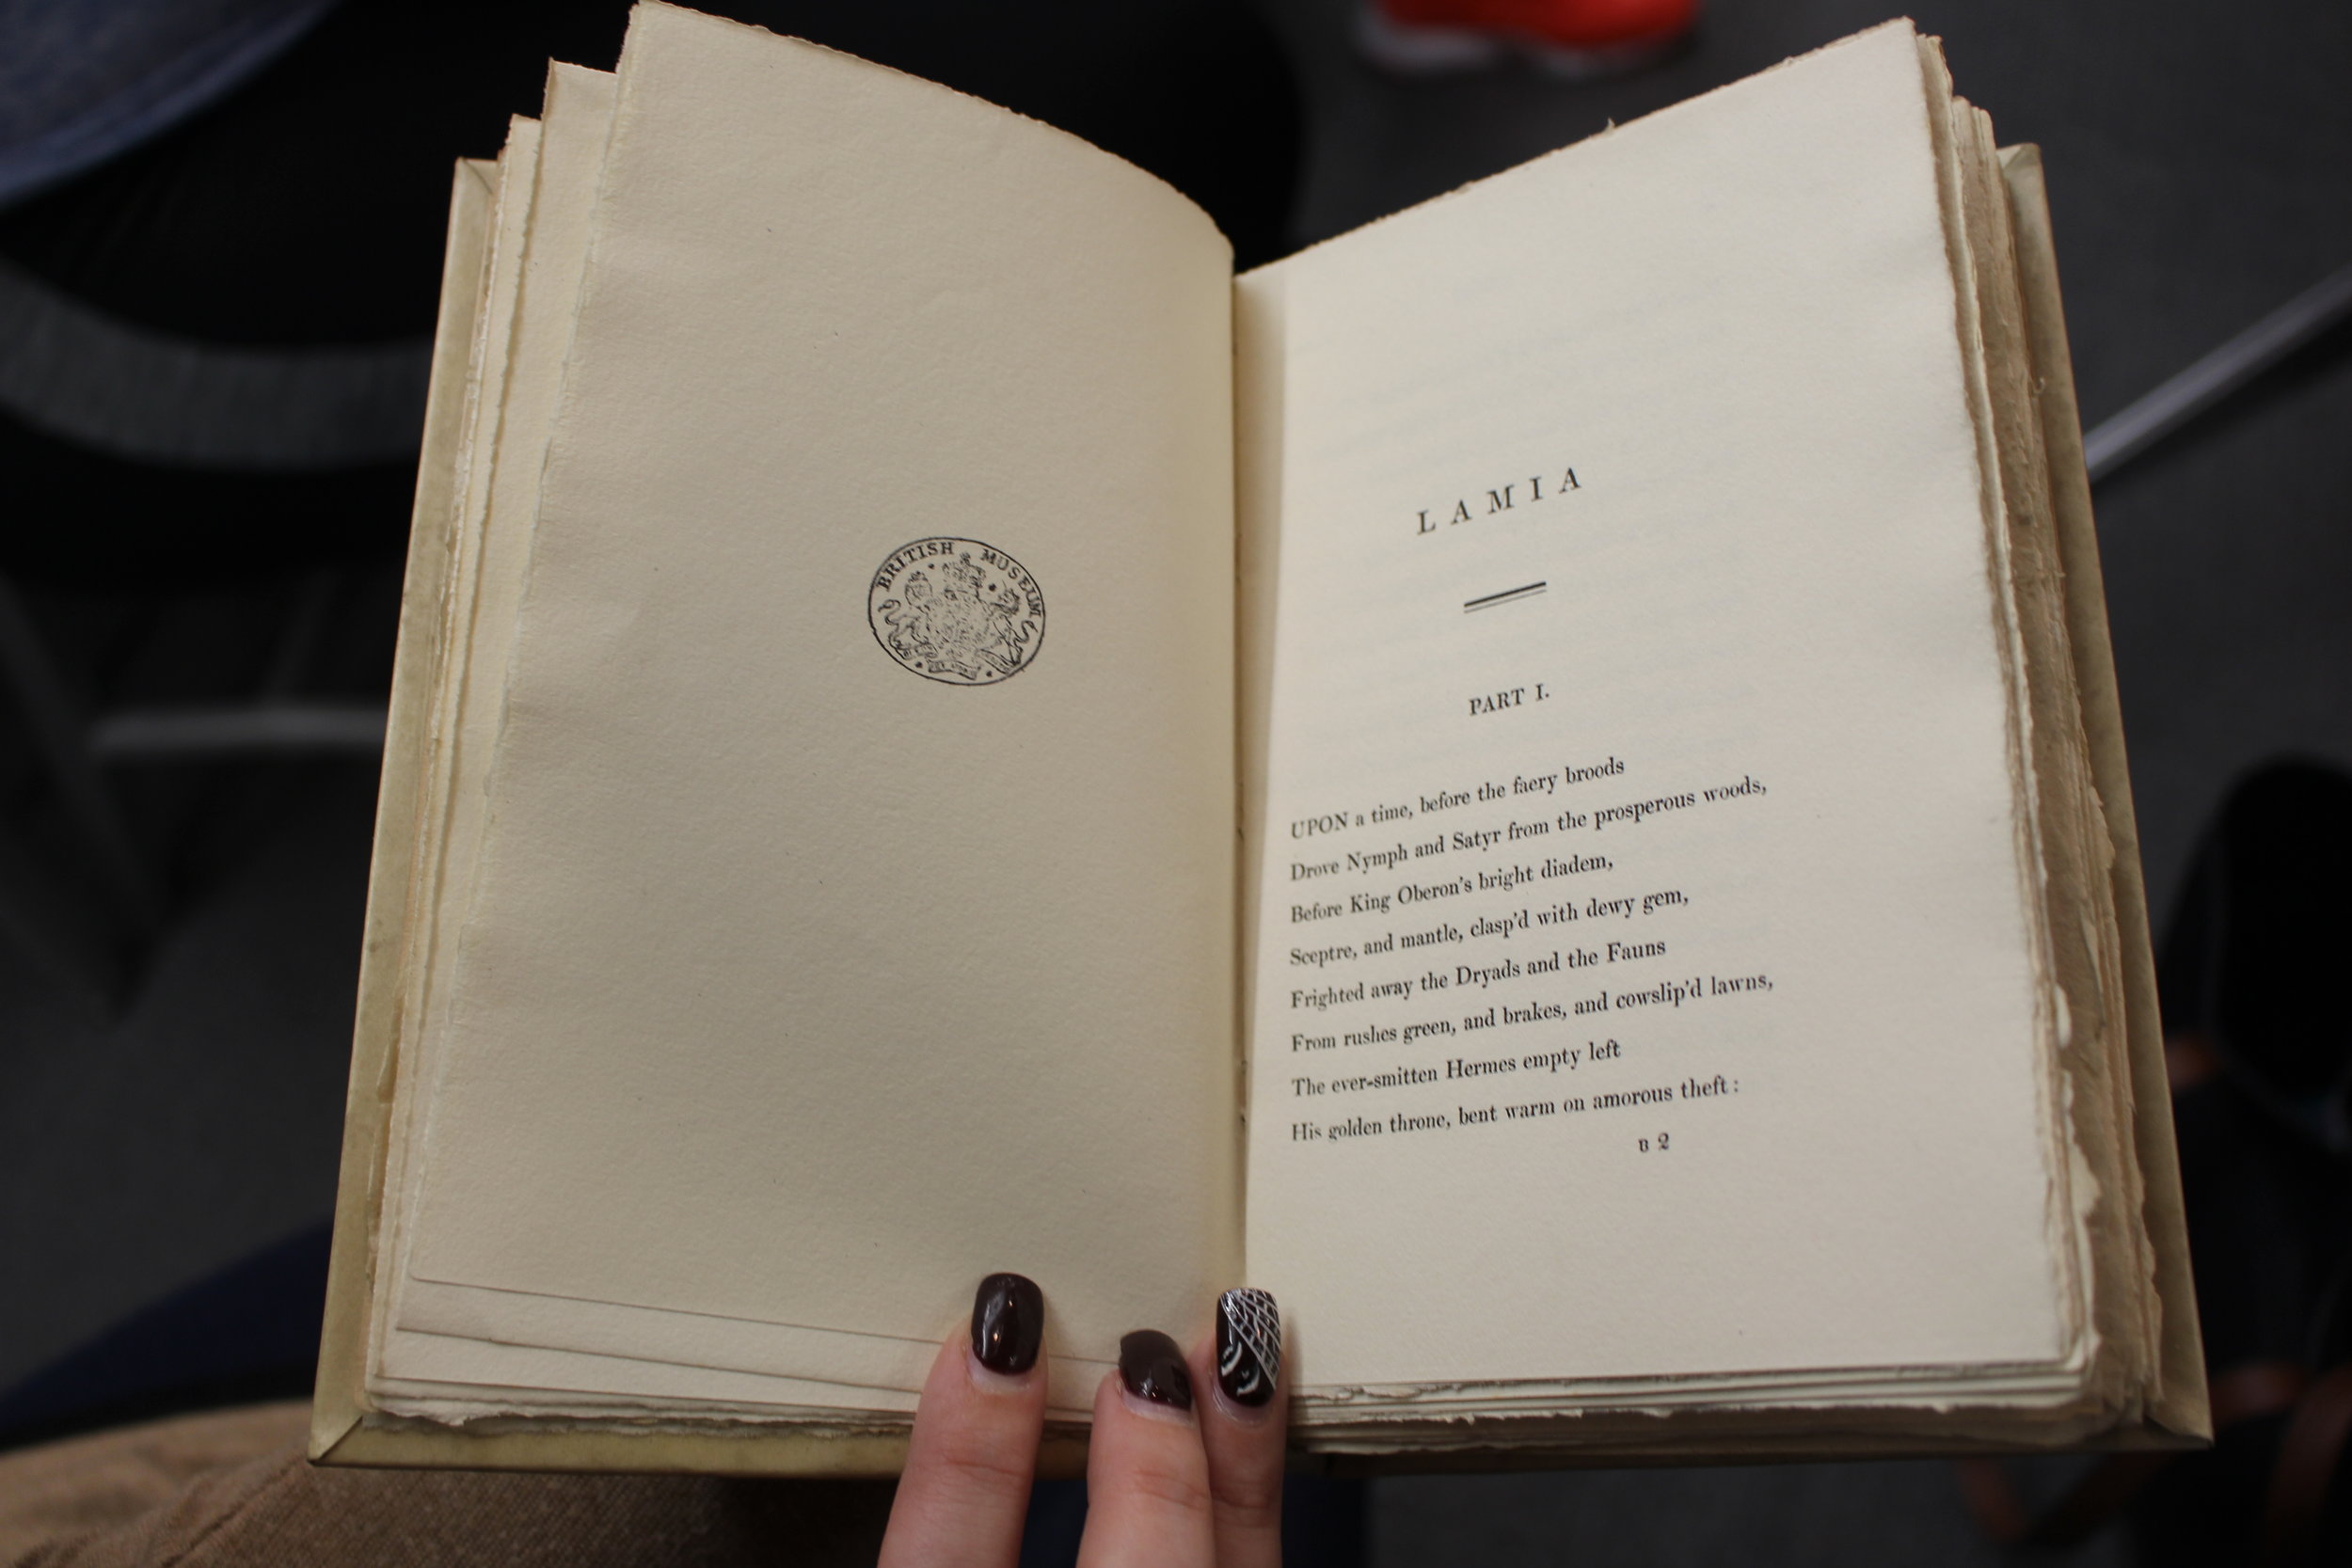 BRITISH MUSEUM
LAMIA
PART I.
UPON a time, before the faery broods
Drove Nymph and Satyr from the prosperous woods,
Before King Oberon's bright diadem,
Sceptre, and mantle, clasp'd with dewy gem,
Frighted away the Dryads and the Fauns
From rushes green, and brakes, and cowslip'd lawns,
The ever-smitten Hermes empty left
His golden throne, bent warm on amorous theft :
B 2